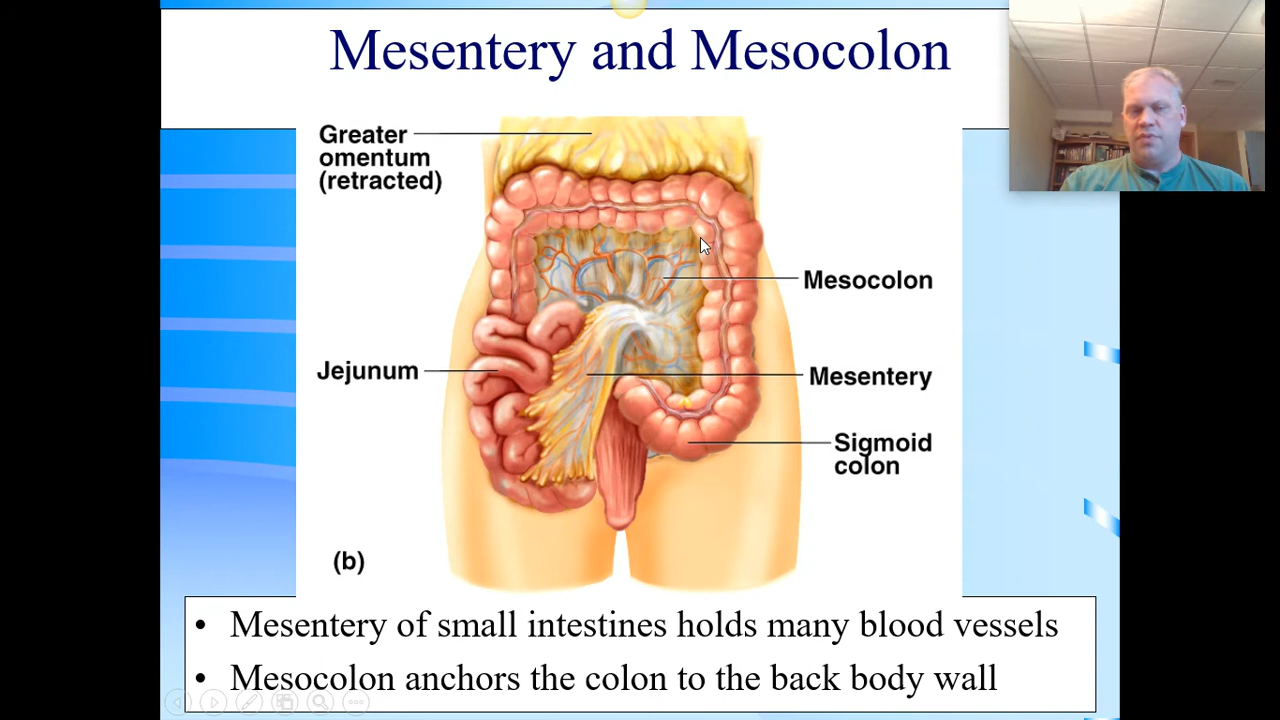 Mesentery and Mesocolon
Greater
omentum
(retracted)
Mesocolon
Jejunum
Mesentery
Sigmoid
colon
(b)
• Mesentery of small intestines holds many blood vessels
• Mesocolon anchors the colon to the back body wall